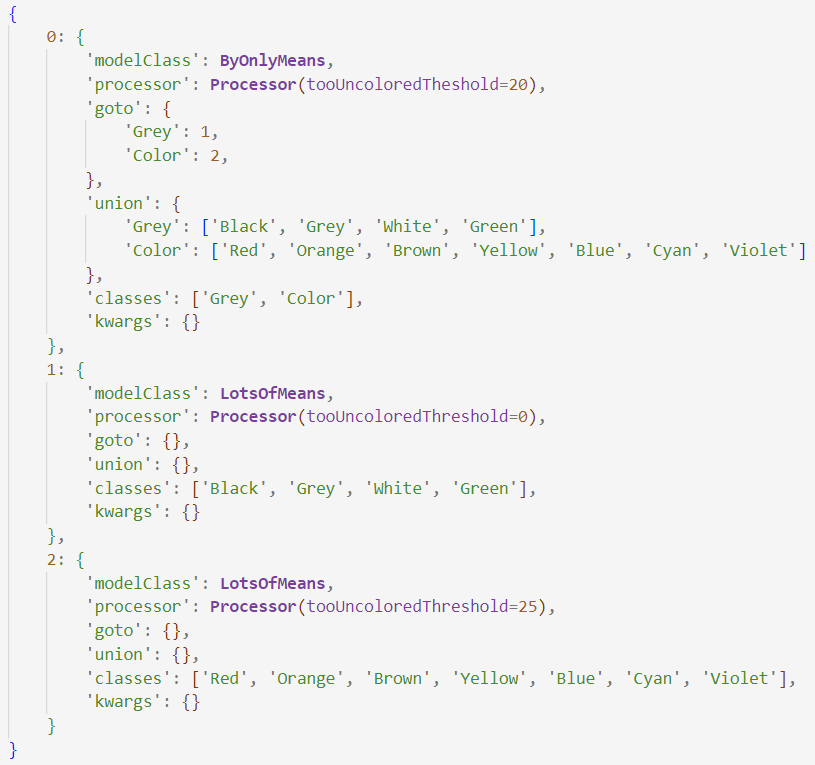 {
    0: {
        'modelClass': ByOnlyMeans,
        'processor': Processor(tooUncoloredTheshold=20),
        'goto': {
            'Grey': 1,
            'Color': 2,
        },
        'union': {
            'Grey': ['Black', 'Grey', 'White', 'Green'],
            'Color': ['Red', 'Orange', 'Brown', 'Yellow', 'Blue', 'Cyan', 'Violet']
        },
        'classes': ['Grey', 'Color'],
        'kwargs': {}
    },
    1: {
        'modelClass': LotsOfMeans,
        'processor': Processor(tooUncoloredThreshold=0),
        'goto': {},
        'union': {},
        'classes': ['Black', 'Grey', 'White', 'Green'],
        'kwargs': {}
    },
    2: {
        'modelClass': LotsOfMeans,
        'processor': Processor(tooUncoloredThreshold=25),
        'goto': {},
        'union': {},
        'classes': ['Red', 'Orange', 'Brown', 'Yellow', 'Blue', 'Cyan', 'Violet'],
        'kwargs': {}
    }
}